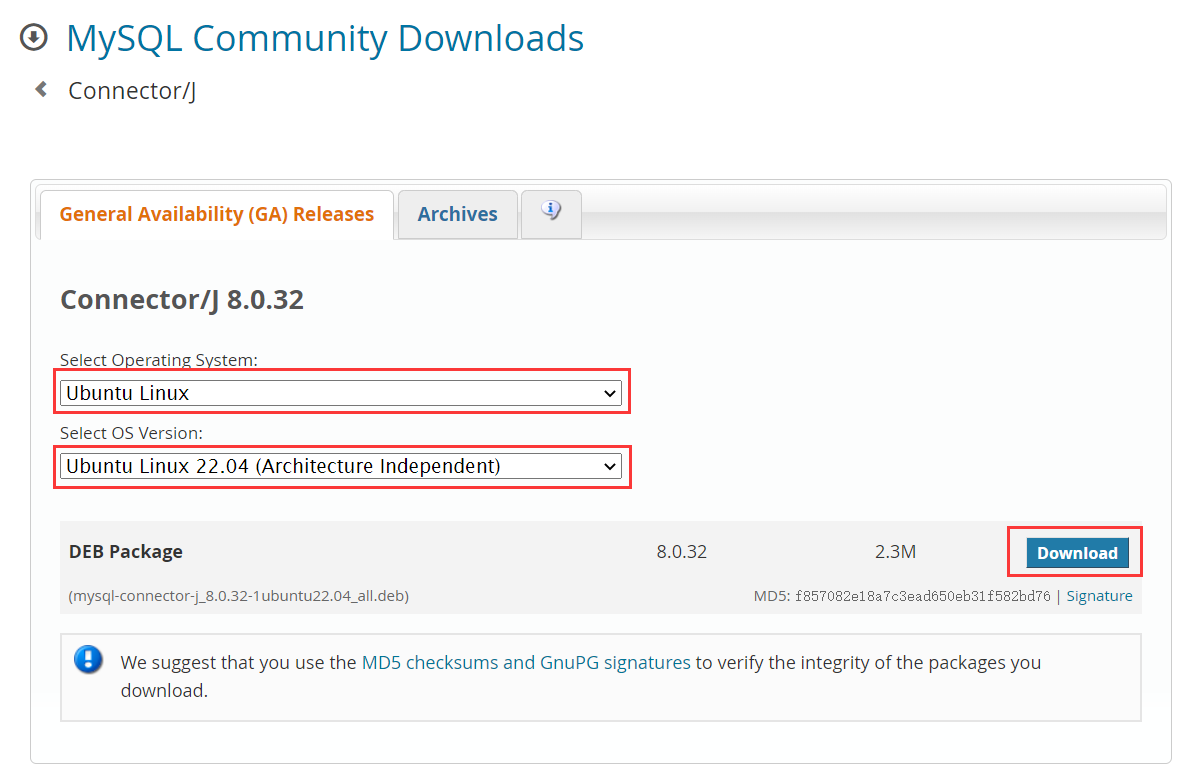 MySQL Community Downloads
Connector/J
General Availability (GA) Releases
Archives
Connector/J 8.0.32
Select Operating System:
Ubuntu Linux
Select OS Version:
Ubuntu Linux 22.04 (Architecture Independent)
DEB Package 8.0.32 2.3M Download
(mysql-connector-j_8.0.32-1ubuntu22.04_all.deb) MD5: f857082e18a7c3ead650eb31f582bd76 | Signature
We suggest that you use the MD5 checksums and GnuPG signatures to verify the integrity of the packages you
download.